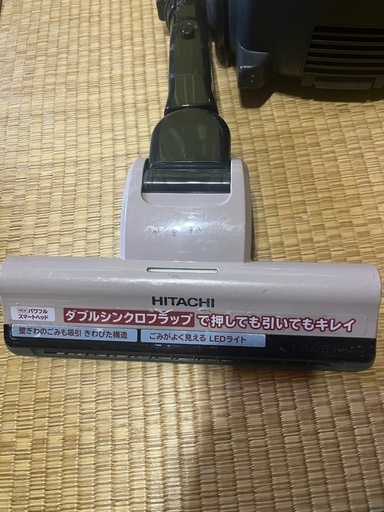 HITACHI
NEW パワフル
スマートヘッド
ダブルシンクロフラップで押しても引いてもキレイ
壁ぎわのごみも吸引 きわぴた構造
ごみがよく見える LEDライト